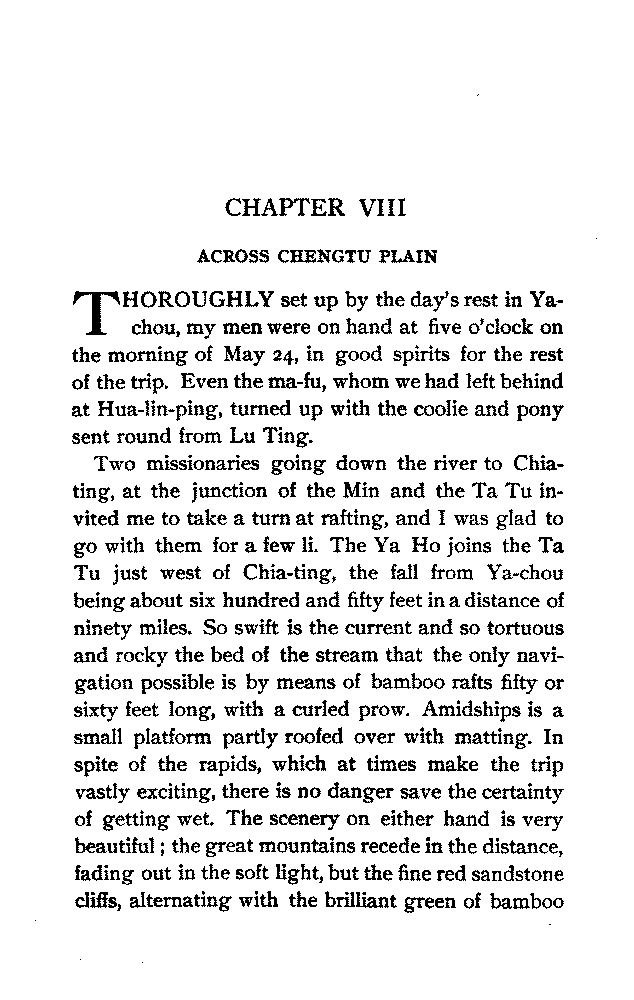 CHAPTER VIII
ACROSS CHENGTU PLAIN
THOROUGHLY set up by the day's rest in Ya-
chou, my men were on hand at five o'clock on
the morning of May 24, in good spirits for the rest
of the trip. Even the ma-fu, whom we had left behind
at Hua-lin-ping, turned up with the coolie and pony
sent round from Lu Ting.
Two missionaries going down the river to Chia-
ting, at the junction of the Min and the Ta Tu in-
vited me to take a turn at rafting, and I was glad to
go with them for a few li. The Ya Ho joins the Ta
Tu just west of Chia-ting, the fall from Ya-chou
being about six hundred and fifty feet in a distance of
ninety miles. So swift is the current and so tortuous
and rocky the bed of the stream that the only navi-
gation possible is by means of bamboo rafts fifty or
sixty feet long, with a curled prow. Amidships is a
small platform partly roofed over with matting. In
spite of the rapids, which at times make the trip
vastly exciting, there is no danger save the certainty
of getting wet. The scenery on either hand is very
beautiful; the great mountains recede in the distance,
fading out in the soft light, but the fine red sandstone
cliffs, alternating with the brilliant green of bamboo